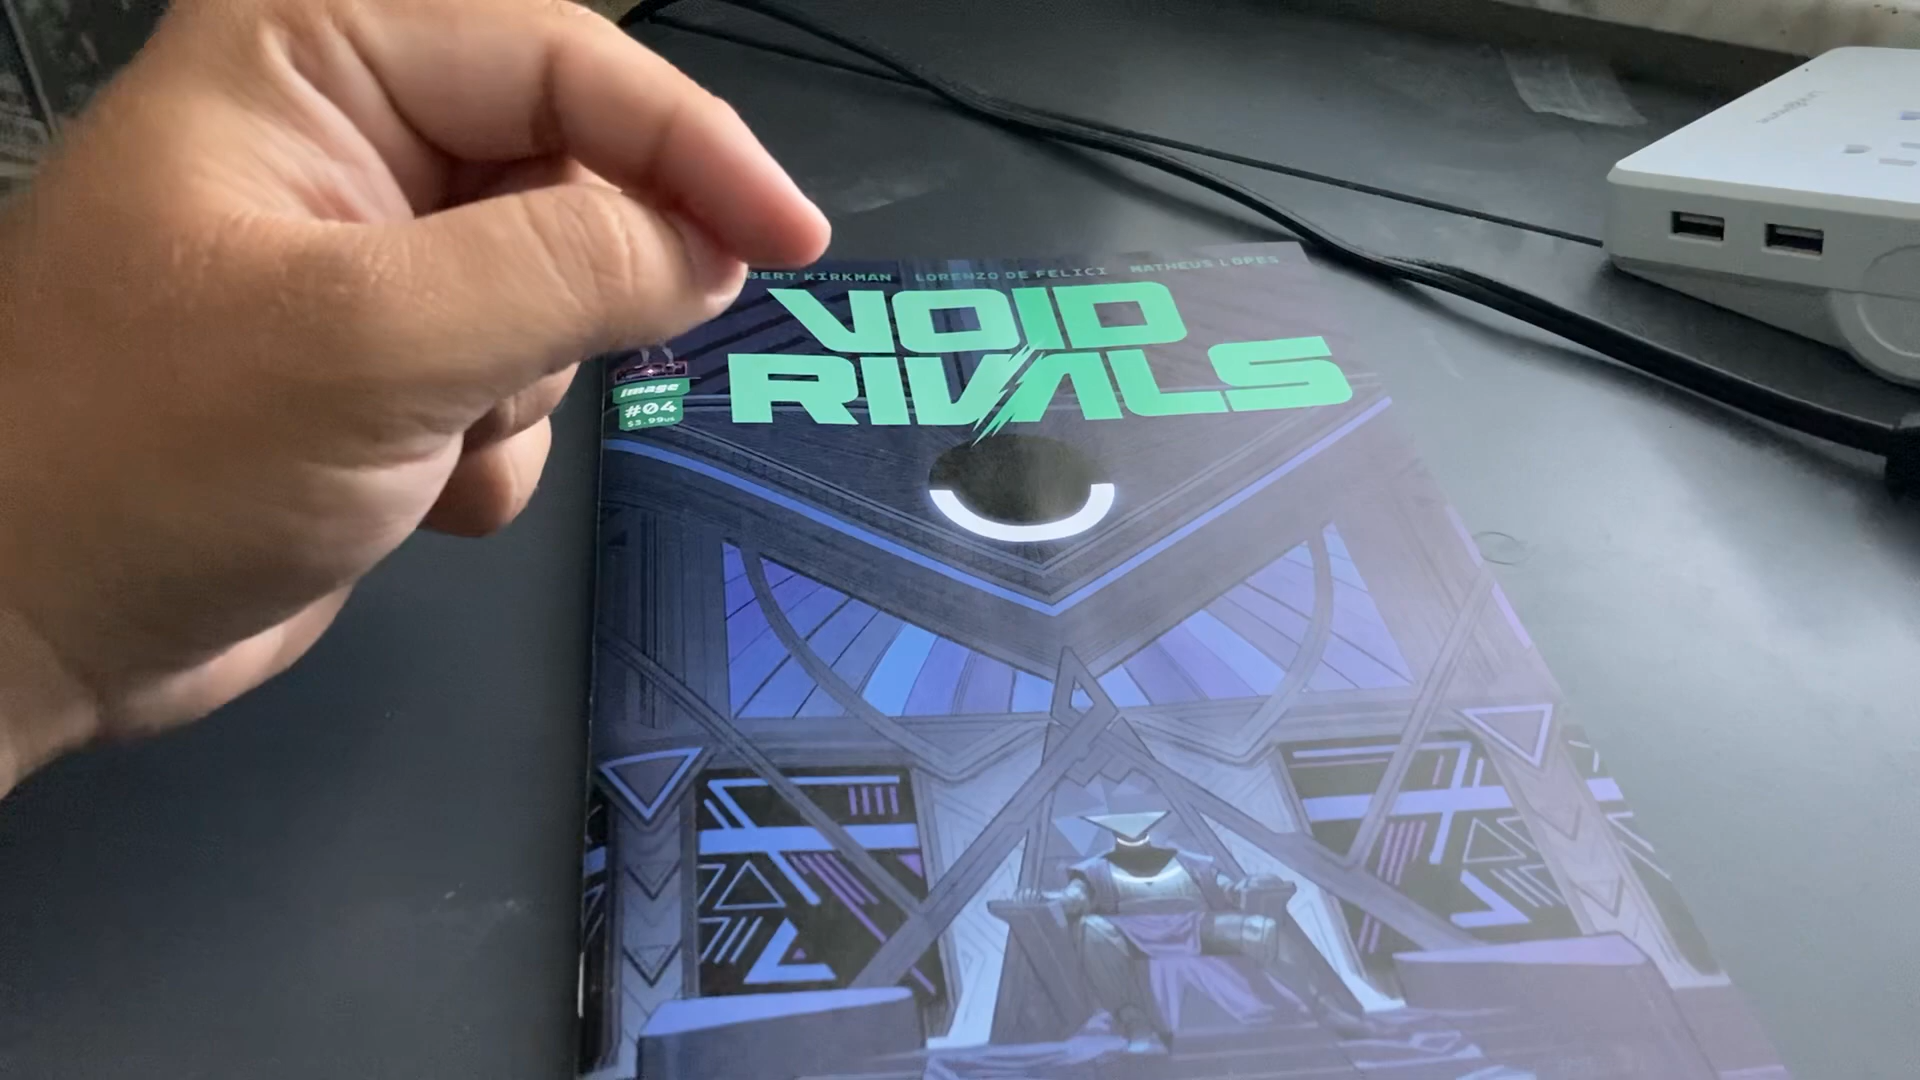 BERT KIRKMAN LORENZO DE FELICI MATHEUS LOPES
VOID
RIVALS
image
#04
$3.99US